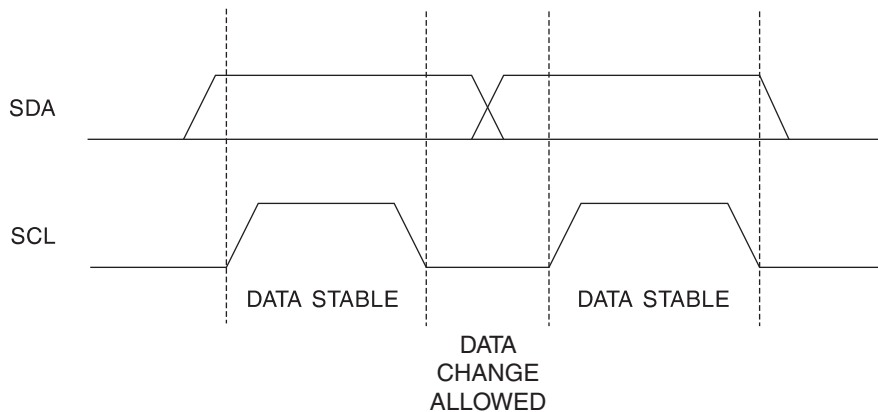 SDA
SCL
DATA STABLE
DATA STABLE
DATA
CHANGE
ALLOWED